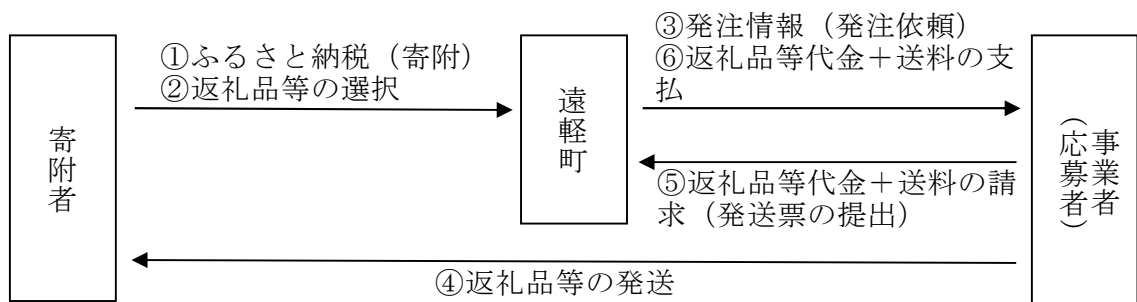 ①ふるさと納税（寄附）
②返礼品等の選択
③発注情報（発注依頼）
⑥返礼品等代金＋送料の支
払
寄附者
遠軽町
事業者
（応募者）
⑤返礼品等代金＋送料の請
求（発送票の提出）
④返礼品等の発送